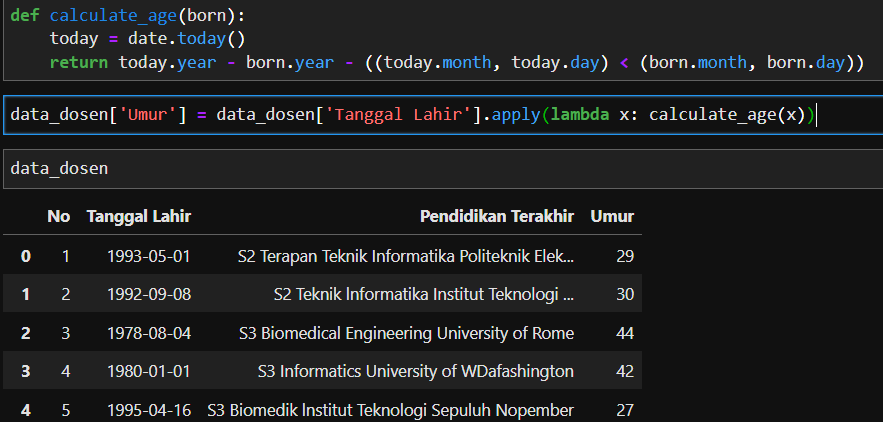 def calculate_age(born):
    today = date.today()
    return today.year - born.year - ((today.month, today.day) < (born.month, born.day))
data_dosen['Umur'] = data_dosen['Tanggal Lahir'].apply(lambda x: calculate_age(x))
data_dosen
No Tanggal Lahir Pendidikan Terakhir Umur
0 1 1993-05-01 S2 Terapan Teknik Informatika Politeknik Elek... 29
1 2 1992-09-08 S2 Teknik Informatika Institut Teknologi ... 30
2 3 1978-08-04 S3 Biomedical Engineering University of Rome 44
3 4 1980-01-01 S3 Informatics University of WDafashington 42
4 5 1995-04-16 S3 Biomedik Institut Teknologi Sepuluh Nopember 27